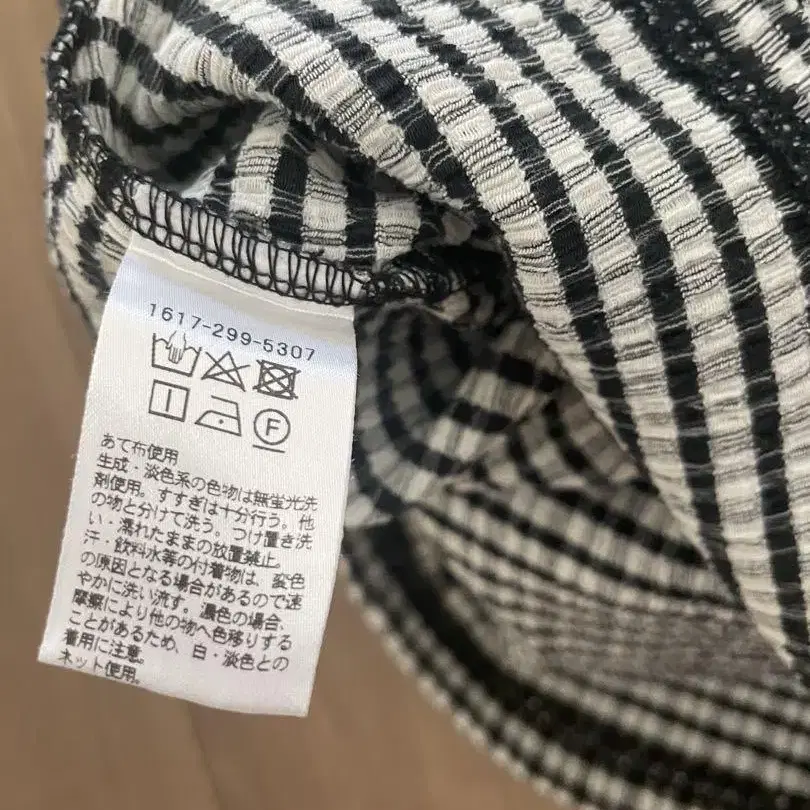 1617-299-5307
F
あて布使用
生成・淡色系の色物は無蛍光洗
剤使用。すすぎは十分行う。他
の物と分けて洗う。つけ置き洗
い・濡れたままの放置禁止。
汗・飲料水等の付着物は、変色
の原因となる場合があるので速
やかに洗い流す。濃色の場合、
摩擦により他の物へ色移りする
ことがあるため、白・淡色との
着用に注意。
ネット使用。